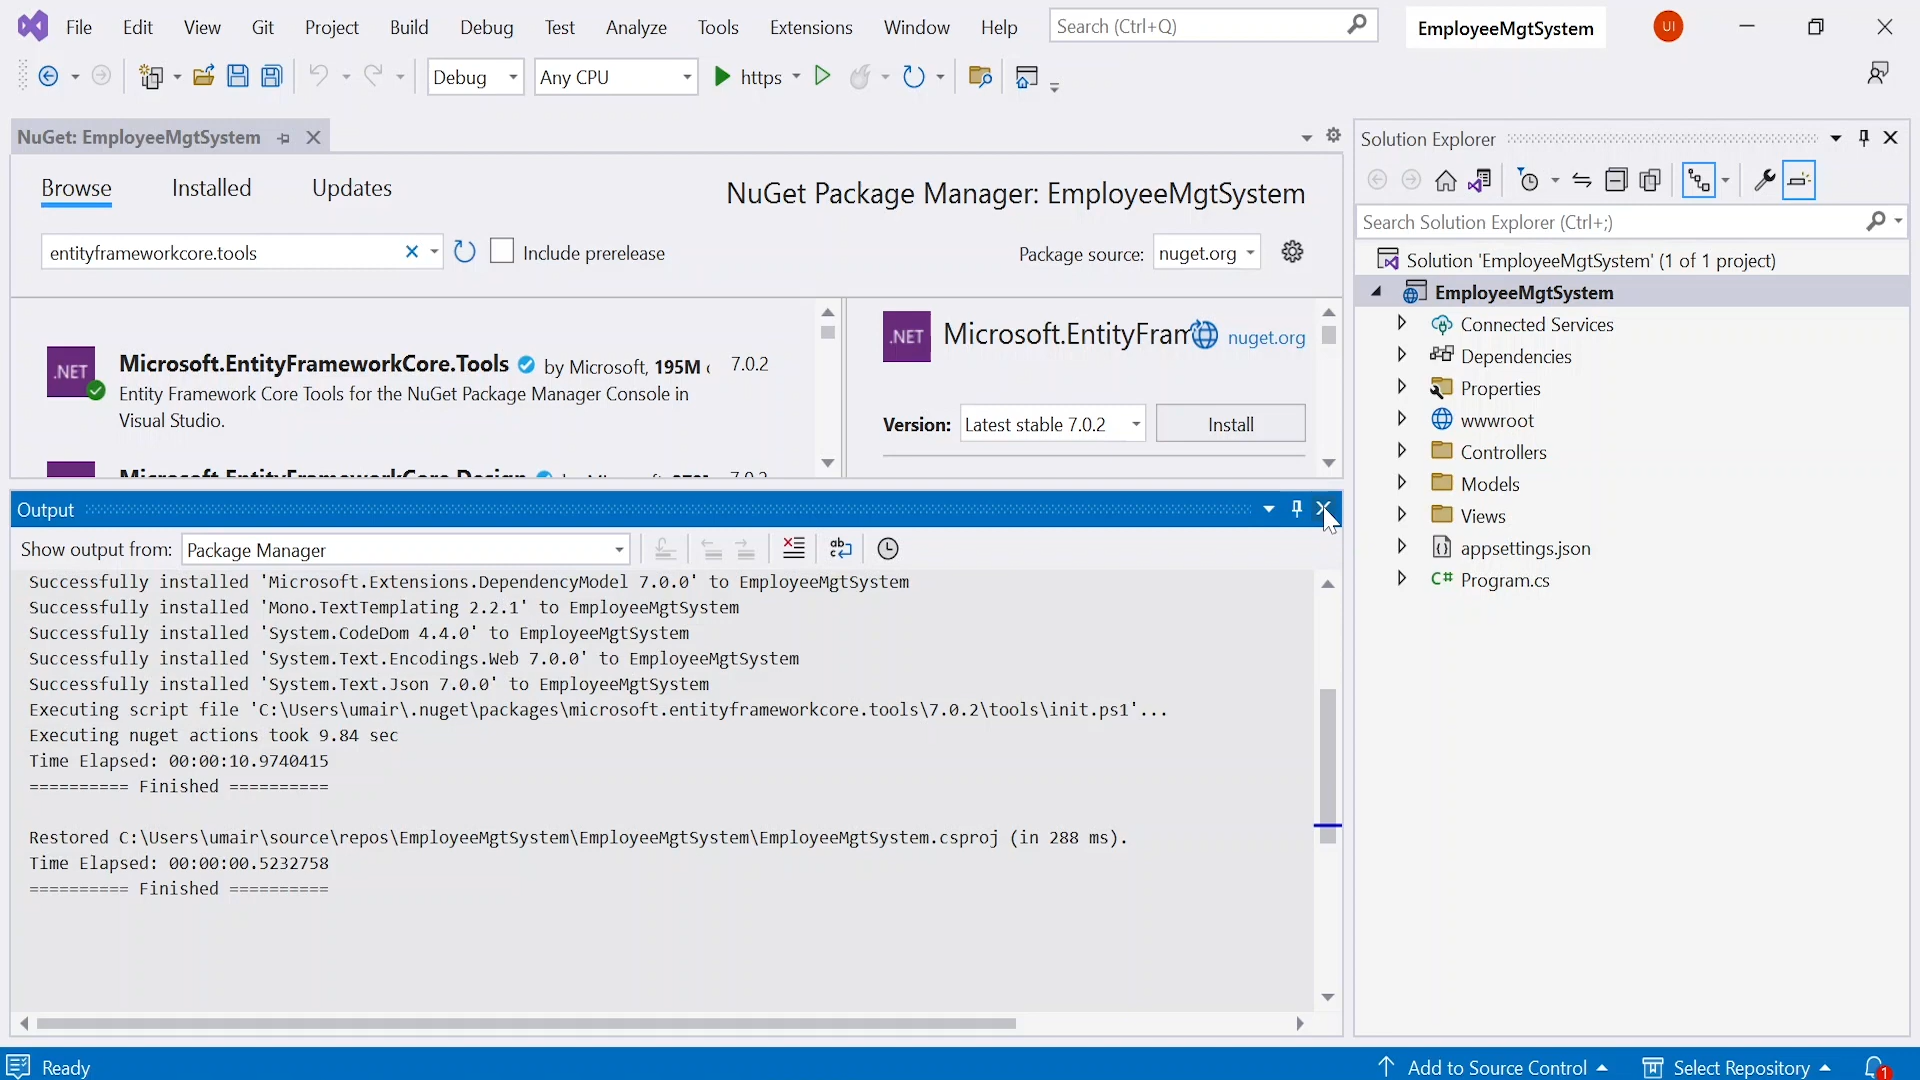 File Edit View Git Project Build Debug Test Analyze Tools Extensions Window Help Search (Ctrl+Q) EmployeeMgtSystem UI
Debug Any CPU https
NuGet: EmployeeMgtSystem
Browse Installed Updates NuGet Package Manager: EmployeeMgtSystem
entityframeworkcore.tools Include prerelease Package source: nuget.org
.NET Microsoft.EntityFrameworkCore.Tools by Microsoft, 195M 7.0.2
Entity Framework Core Tools for the NuGet Package Manager Console in
Visual Studio.
Microsoft.EntityFrameworkCore.Design 7.0.2
.NET Microsoft.EntityFram nuget.org
Version: Latest stable 7.0.2 Install
Output
Show output from: Package Manager
Successfully installed 'Microsoft.Extensions.DependencyModel 7.0.0' to EmployeeMgtSystem
Successfully installed 'Mono.TextTemplating 2.2.1' to EmployeeMgtSystem
Successfully installed 'System.CodeDom 4.4.0' to EmployeeMgtSystem
Successfully installed 'System.Text.Encodings.Web 7.0.0' to EmployeeMgtSystem
Successfully installed 'System.Text.Json 7.0.0' to EmployeeMgtSystem
Executing script file 'C:\Users\umair\.nuget\packages\microsoft.entityframeworkcore.tools\7.0.2\tools\init.ps1'...
Executing nuget actions took 9.84 sec
Time Elapsed: 00:00:10.9740415
========== Finished ==========
Restored C:\Users\umair\source\repos\EmployeeMgtSystem\EmployeeMgtSystem\EmployeeMgtSystem.csproj (in 288 ms).
Time Elapsed: 00:00:00.5232758
========== Finished ==========
Solution Explorer
Search Solution Explorer (Ctrl+;)
Solution 'EmployeeMgtSystem' (1 of 1 project)
EmployeeMgtSystem
Connected Services
Dependencies
Properties
wwwroot
Controllers
Models
Views
appsettings.json
C# Program.cs
Ready Add to Source Control Select Repository 1